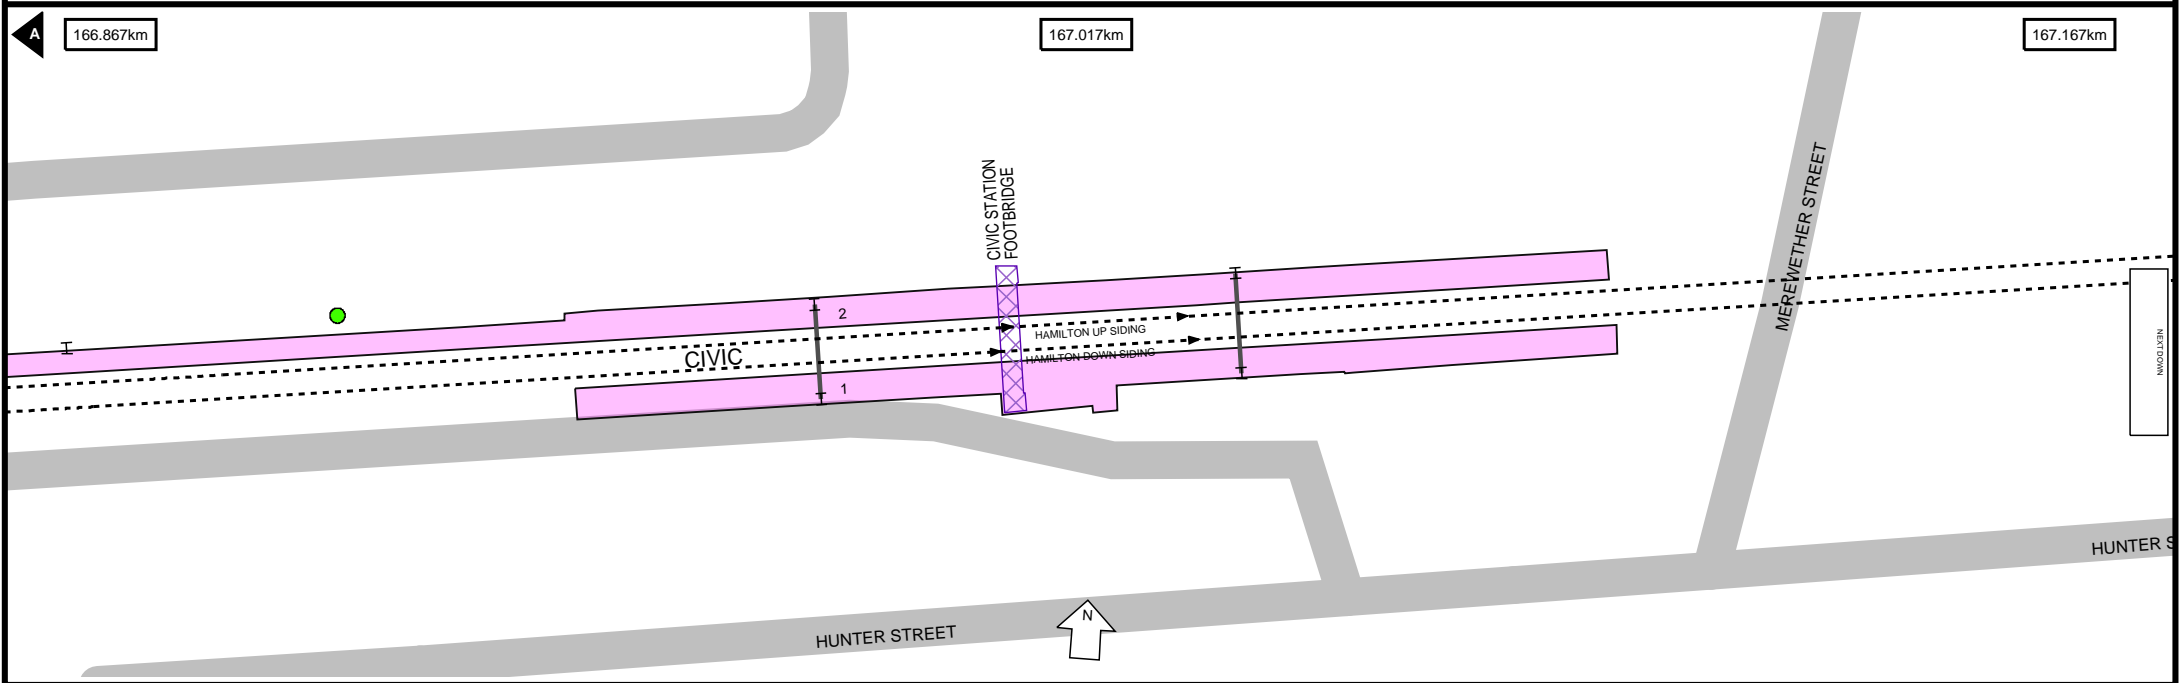 A
166.867km
167.017km
167.167km
CIVIC STATION
FOOTBRIDGE
MEREWETHER STREET
2
HAMILTON UP SIDING
CIVIC
HAMILTON DOWN SIDING
1
NEXT DOWN
HUNTER S
N
HUNTER STREET